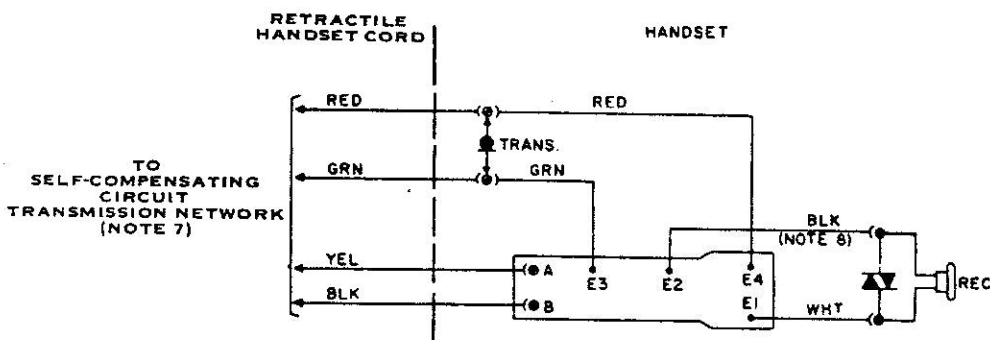 RETRACTILE
HANDSET CORD
HANDSET
RED
RED
TRANS.
GRN
GRN
TO
SELF-COMPENSATING
CIRCUIT
TRANSMISSION NETWORK
(NOTE 7)
BLK
(NOTE 8)
YEL
A
E3
E2
E4
REC
BLK
B
E1
WHT